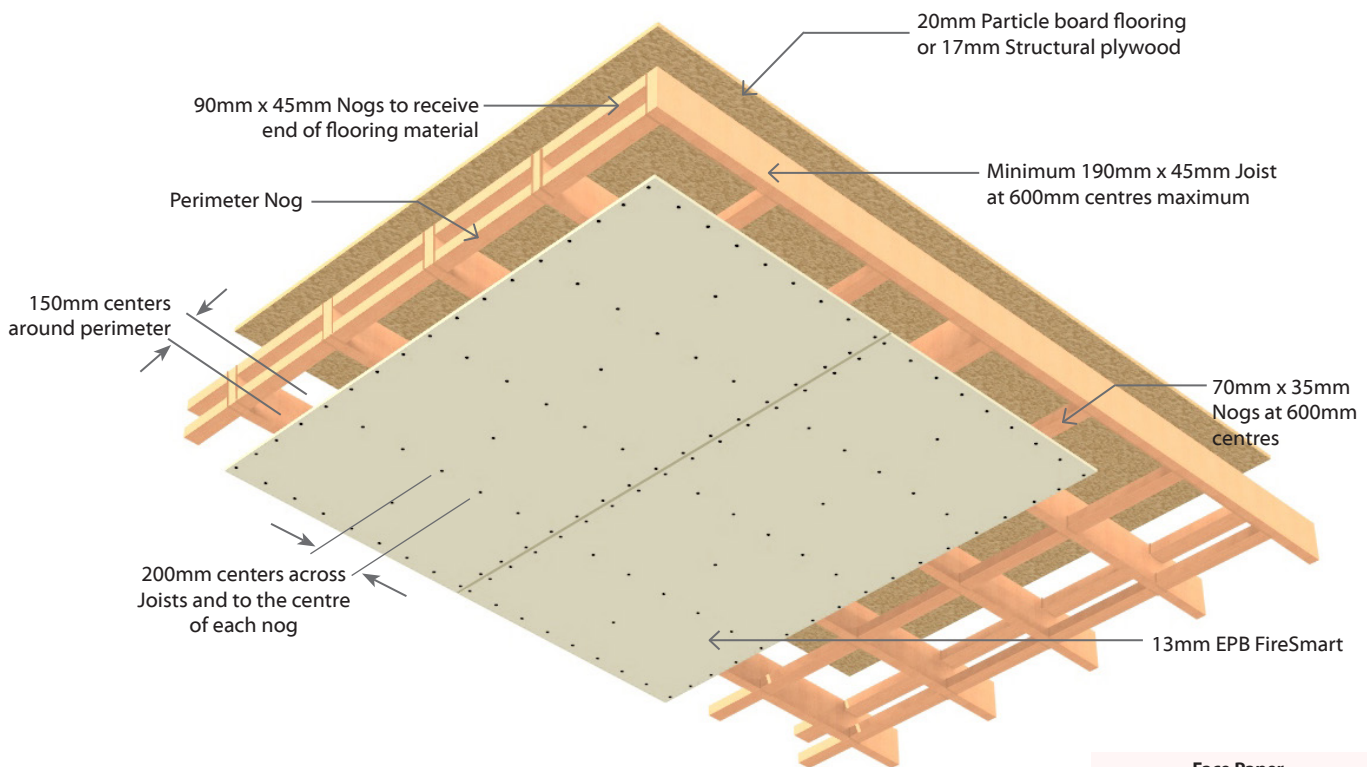 20mm Particle board flooring
or 17mm Structural plywood
90mm x 45mm Nogs to receive
end of flooring material
Minimum 190mm x 45mm Joist
at 600mm centres maximum
Perimeter Nog
150mm centers
around perimeter
70mm x 35mm
Nogs at 600mm
centres
200mm centers across
Joists and to the centre
of each nog
13mm EPB FireSmart
Face Paper